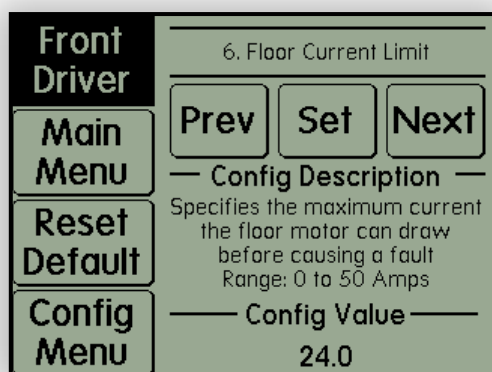 Front
Driver
Main
Menu
Reset
Default
Config
Menu
6. Floor Current Limit
Prev
Set
Next
Config Description
Specifies the maximum current
the floor motor can draw
before causing a fault
Range: 0 to 50 Amps
Config Value
24.0